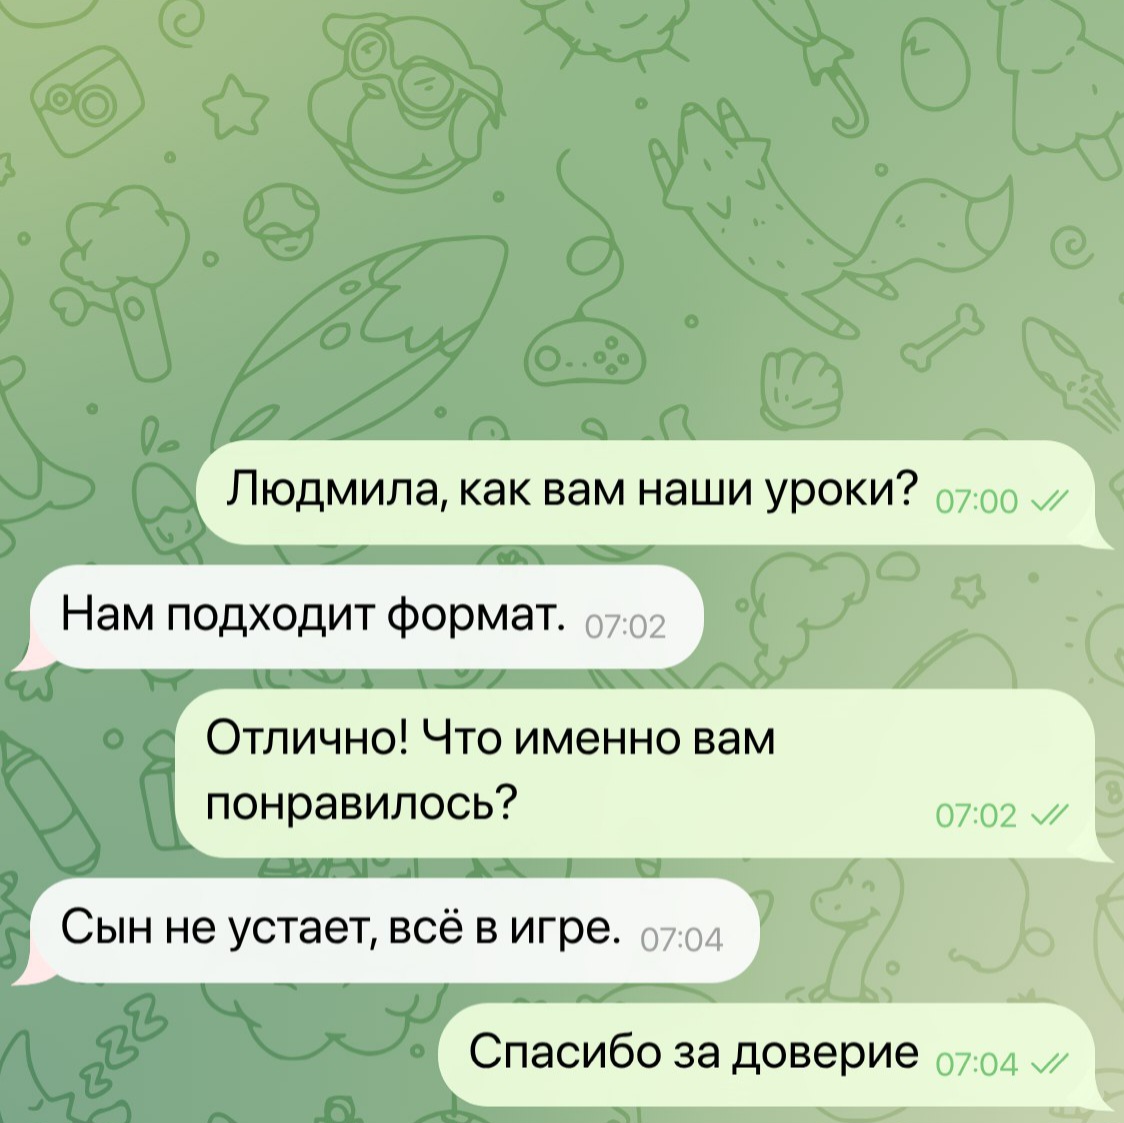 Людмила, как вам наши уроки? 07:00
Нам подходит формат. 07:02
Отлично! Что именно вам
понравилось? 07:02
Сын не устает, всё в игре. 07:04
Спасибо за доверие 07:04